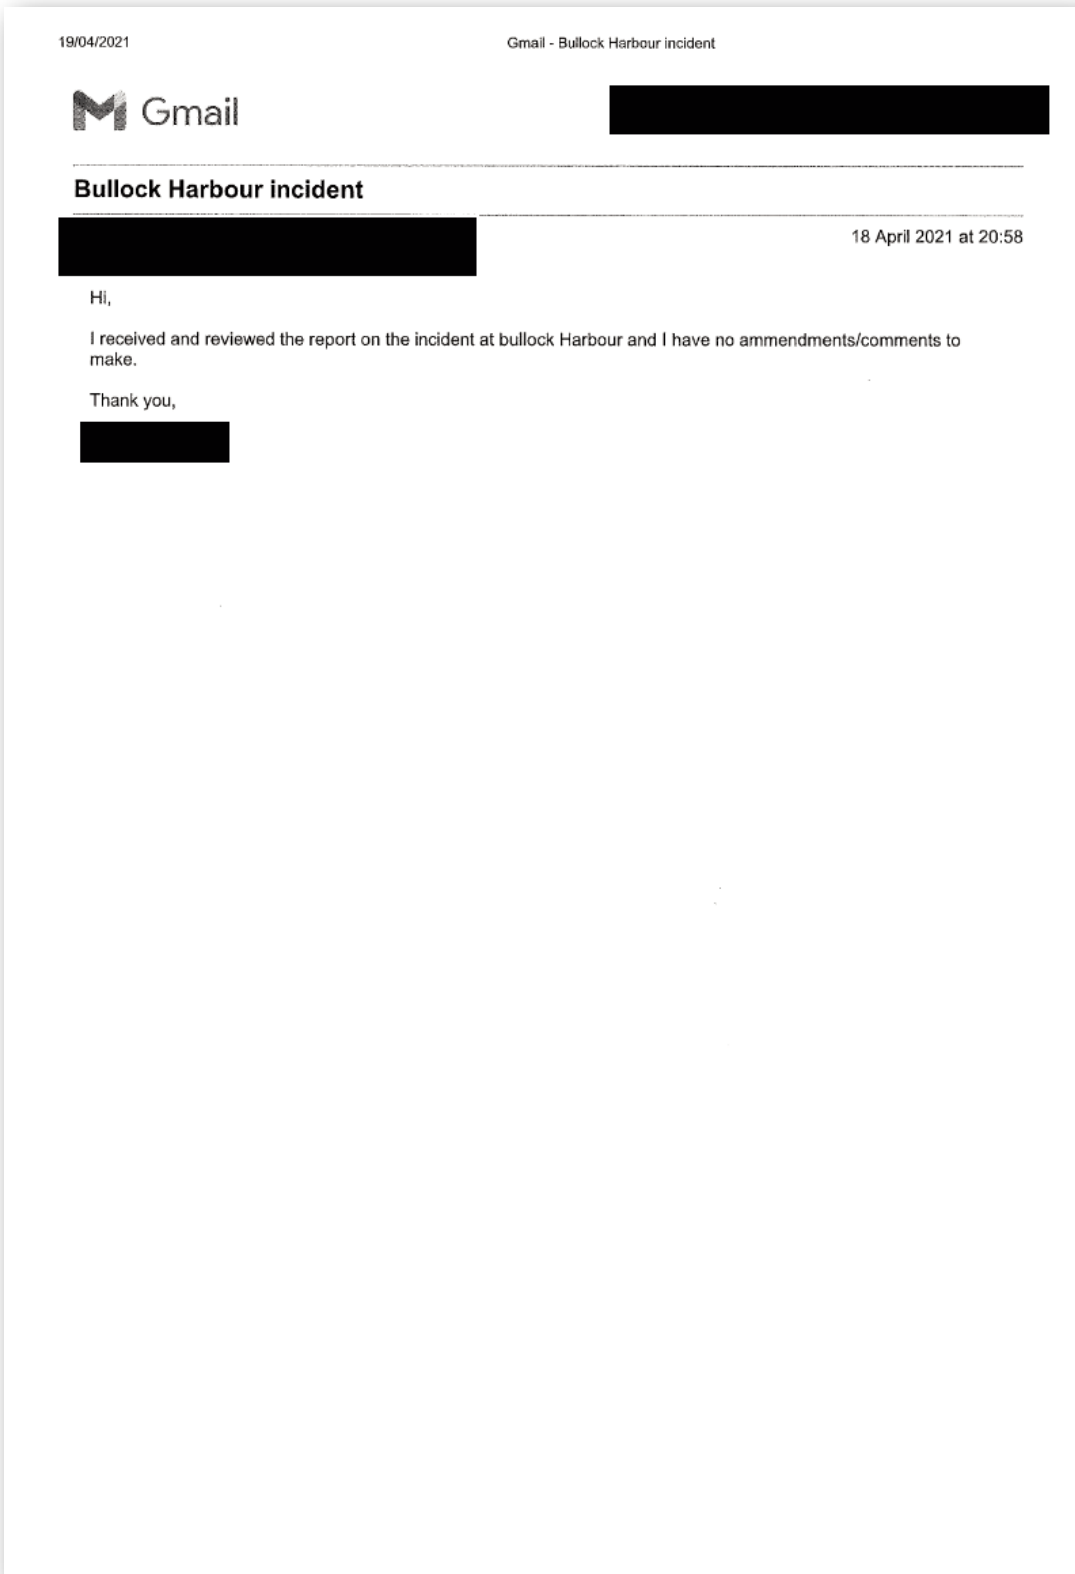 19/04/2021 Gmail - Bullock Harbour incident
Gmail
Bullock Harbour incident
18 April 2021 at 20:58
Hi,
I received and reviewed the report on the incident at bullock Harbour and I have no ammendments/comments to
make.
Thank you,